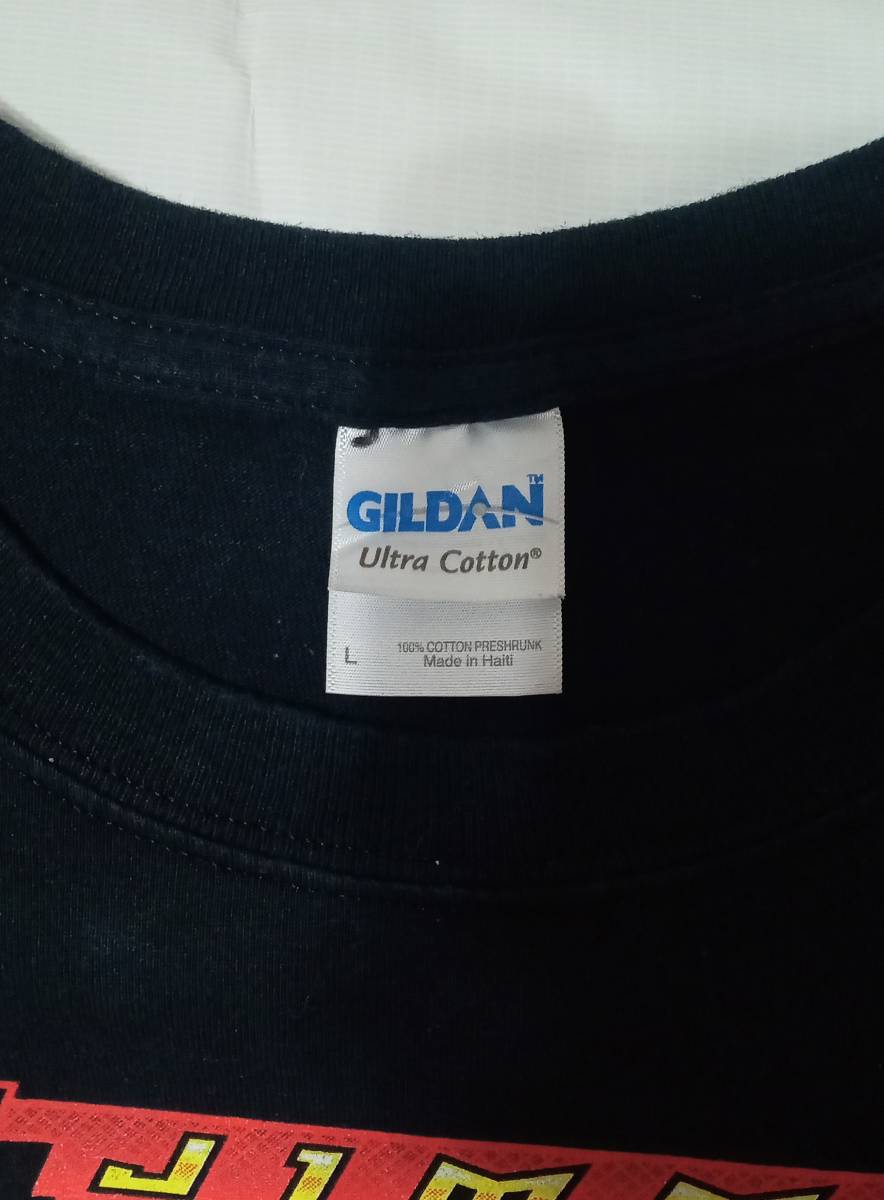 GILDAN™
Ultra Cotton®
L
100% COTTON PRESHRUNK
Made in Haiti